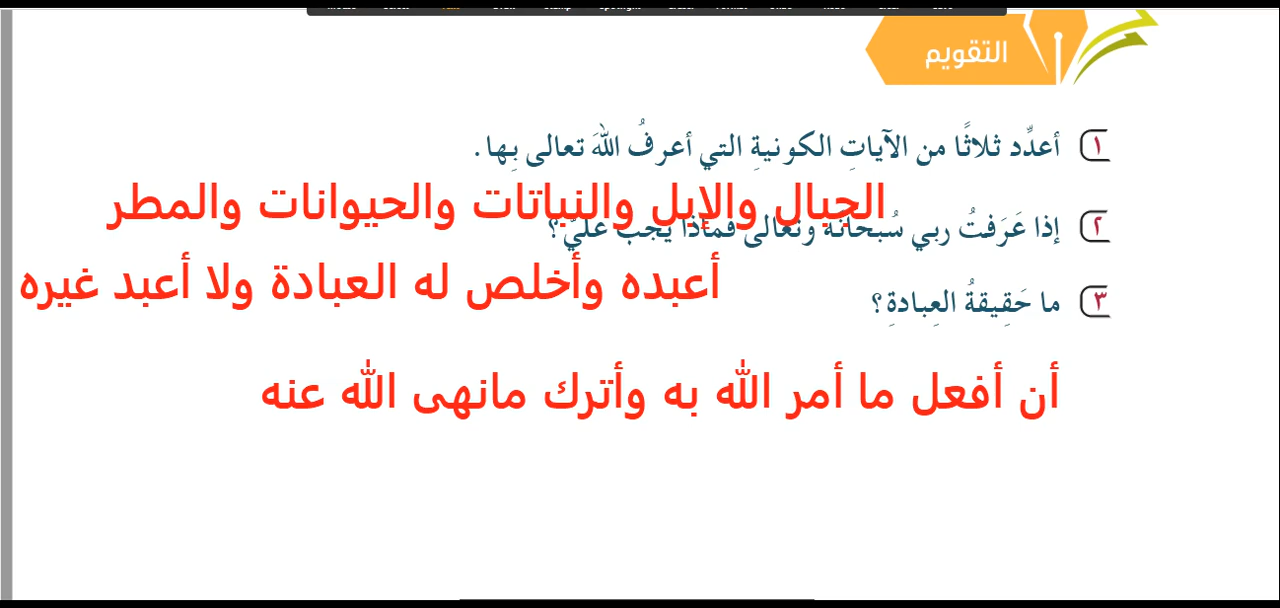 التقويم
١ أعدِّد ثلاثًا من الآياتِ الكونيةِ التي أعرفُ اللهَ تعالى بِها.
الجبال والإبل والنباتات والحيوانات والمطر
٢ إذا عَرَفتُ ربي سُبحانَهُ وتعالى فماذا يجب عليَّ؟
أعبده وأخلص له العبادة ولا أعبد غيره
٣ ما حَقِيقةُ العِبادةِ؟
أن أفعل ما أمر الله به وأترك مانهى الله عنه